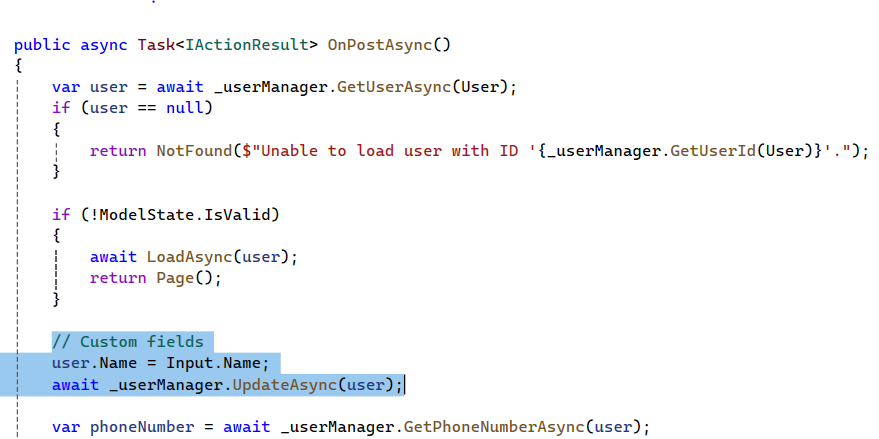 public async Task<IActionResult> OnPostAsync()
{
var user = await _userManager.GetUserAsync(User);
if (user == null)
{
return NotFound($"Unable to load user with ID '{_userManager.GetUserId(User)}'.");
}
if (!ModelState.IsValid)
{
await LoadAsync(user);
return Page();
}
// Custom fields
user.Name = Input.Name;
await _userManager.UpdateAsync(user);
var phoneNumber = await _userManager.GetPhoneNumberAsync(user);